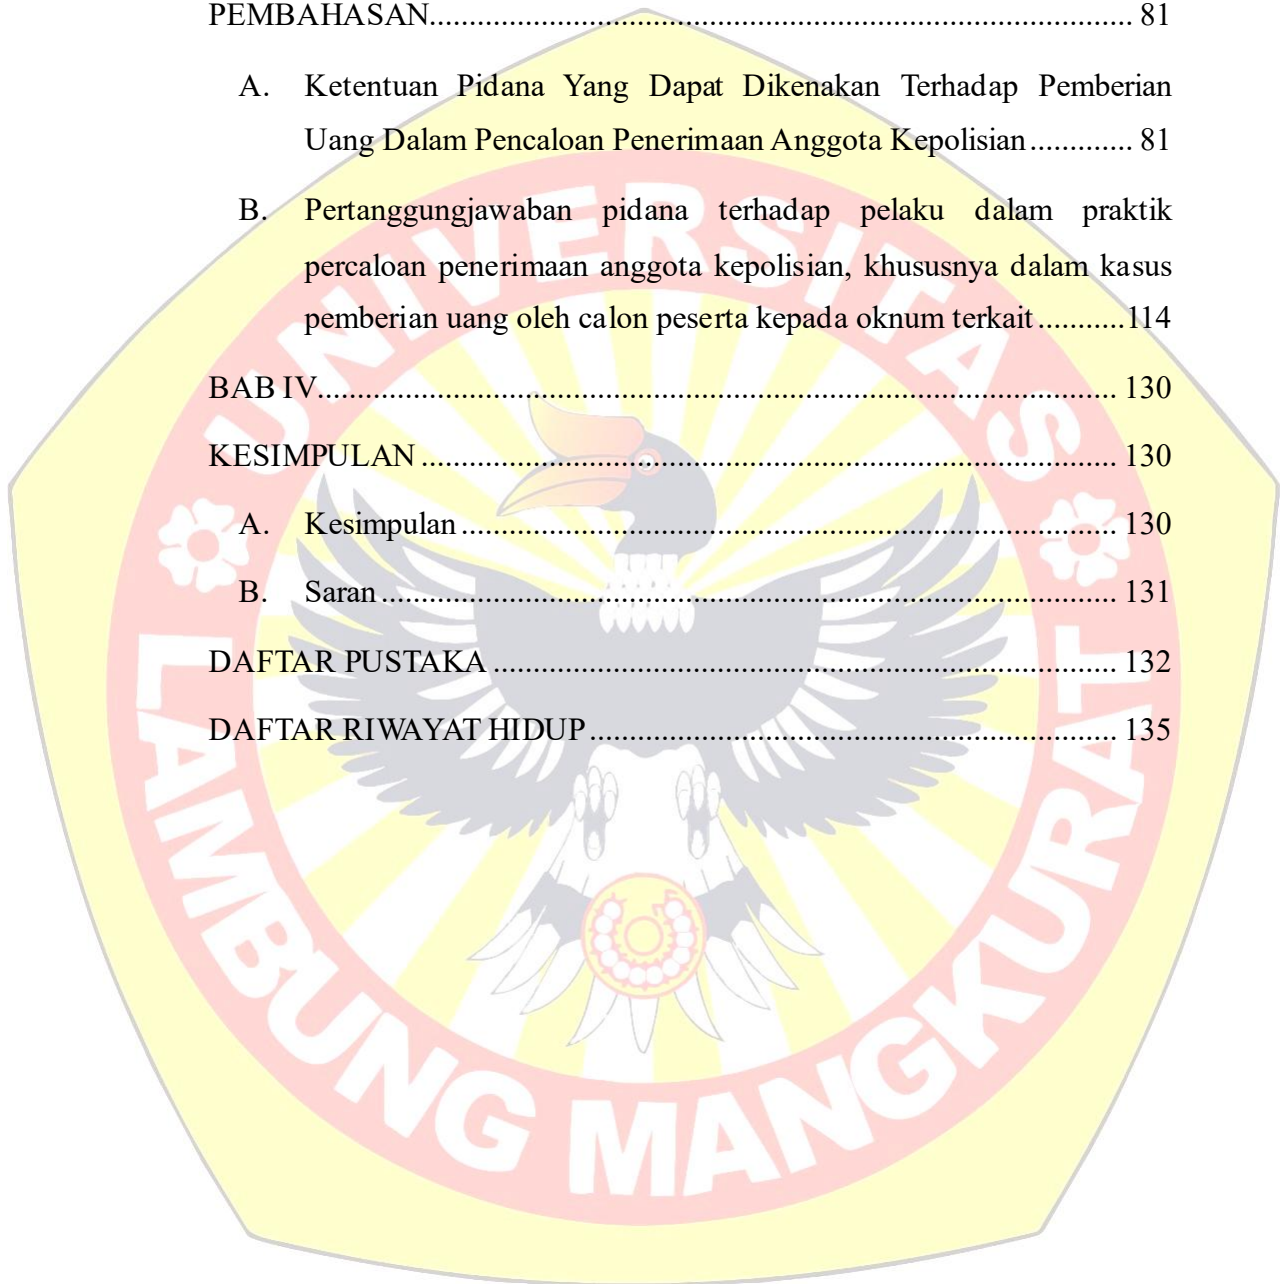 PEMBAHASAN.................................................................................... 81
A. Ketentuan Pidana Yang Dapat Dikenakan Terhadap Pemberian
Uang Dalam Pencaloan Penerimaan Anggota Kepolisian ............. 81
B. Pertanggungjawaban pidana terhadap pelaku dalam praktik
percaloan penerimaan anggota kepolisian, khususnya dalam kasus
pemberian uang oleh calon peserta kepada oknum terkait ...........114
BAB IV................................................................................................ 130
KESIMPULAN .................................................................................... 130
A. Kesimpulan ............................................................................... 130
B. Saran ......................................................................................... 131
DAFTAR PUSTAKA ........................................................................... 132
DAFTAR RIWAYAT HIDUP ................................................................ 135
UNIVERSITAS
LAMBUNG MANGKURAT